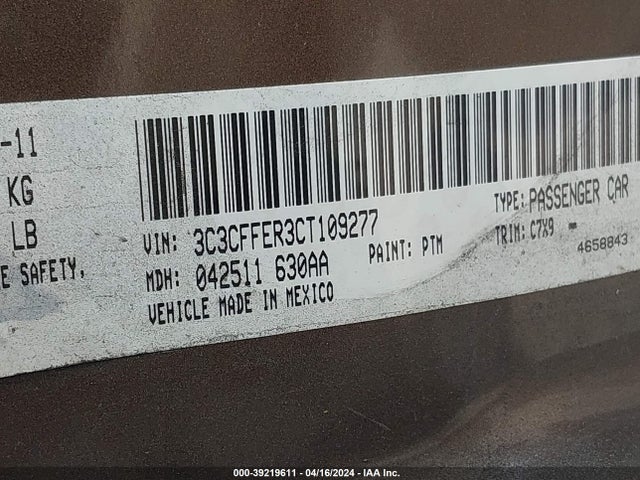 -11
KG
LB
E SAFETY,
VIN: 3C3CFFER3CT109277 TYPE: PASSENGER CAR
MDH: 042511 630AA PAINT: PTM TRIM: C7X9
VEHICLE MADE IN MEXICO 4658843
000-39219611 - 04/16/2024 - IAA Inc.